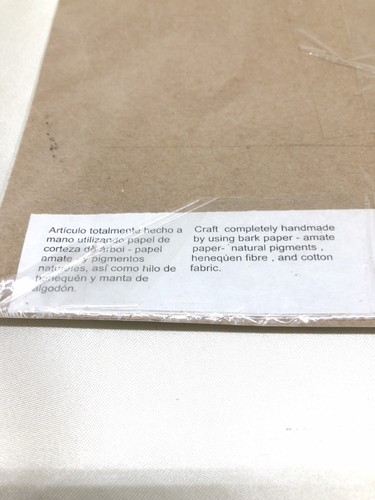 Artículo totalmente hecho a
mano utilizando papel de
corteza de árbol - papel
amate - y pigmentos
naturales, así como hilo de
henequén y manta de
algodón.
Craft completely handmade
by using bark paper - amate
paper- natural pigments ,
henequen fibre , and cotton
fabric.